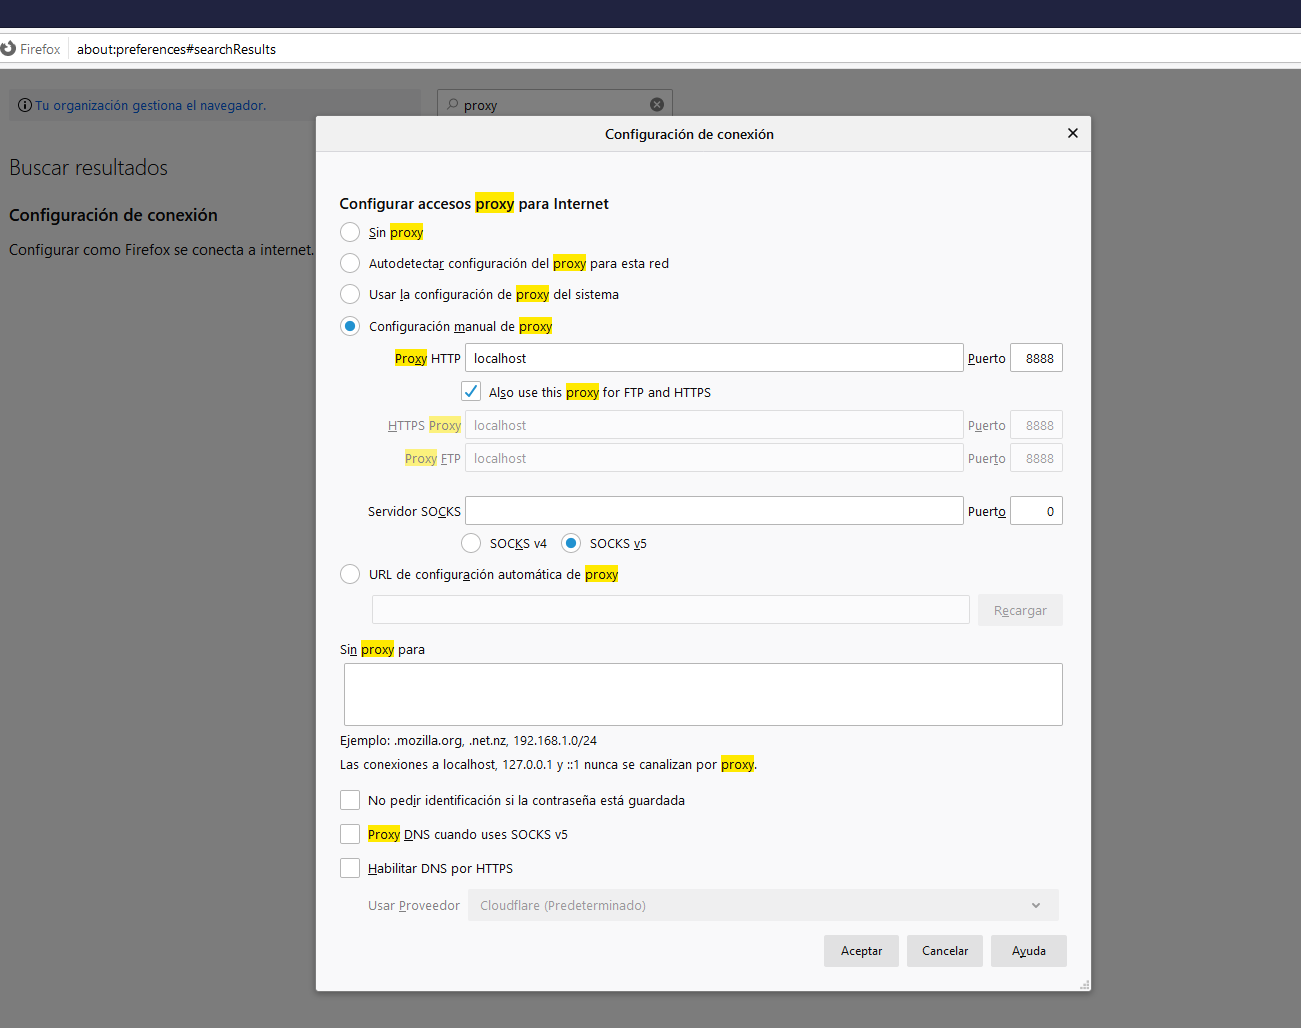 Firefox about:preferences#searchResults
Tu organización gestiona el navegador.
proxy
Configuración de conexión
Buscar resultados
Configuración de conexión
Configurar como Firefox se conecta a internet.
Configurar accesos proxy para Internet
Sin proxy
Autodetectar configuración del proxy para esta red
Usar la configuración de proxy del sistema
Configuración manual de proxy
Proxy HTTP localhost Puerto 8888
Also use this proxy for FTP and HTTPS
HTTPS Proxy localhost Puerto 8888
Proxy FTP localhost Puerto 8888
Servidor SOCKS Puerto 0
SOCKS v4 SOCKS v5
URL de configuración automática de proxy
Recargar
Sin proxy para
Ejemplo: .mozilla.org, .net.nz, 192.168.1.0/24
Las conexiones a localhost, 127.0.0.1 y ::1 nunca se canalizan por proxy.
No pedir identificación si la contraseña está guardada
Proxy DNS cuando uses SOCKS v5
Habilitar DNS por HTTPS
Usar Proveedor Cloudflare (Predeterminado)
Aceptar Cancelar Ayuda